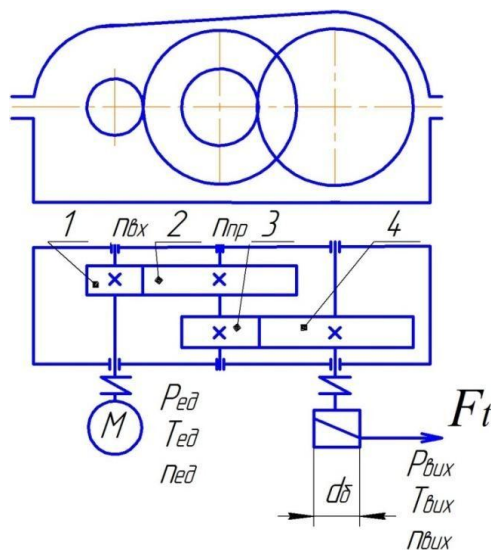 1 nвх 2 nпр 3 4
M
Pед
Tед
nед
Ft
dб
Pвих
Tвих
nвих